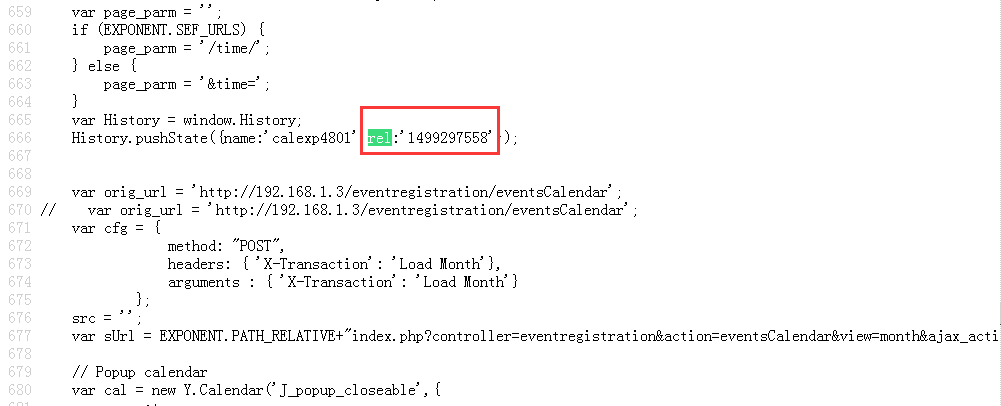 659 var page_parm = '';
660 if (EXPONENT.SEF_URLS) {
661 page_parm = '/time/';
662 } else {
663 page_parm = '&time=';
664 }
665 var History = window.History;
666 History.pushState({name:'calexp4801' rel:'1499297558'});
667
668
669 var orig_url = 'http://192.168.1.3/eventregistration/eventsCalendar';
670 // var orig_url = 'http://192.168.1.3/eventregistration/eventsCalendar';
671 var cfg = {
672 method: "POST",
673 headers: { 'X-Transaction': 'Load Month'},
674 arguments : { 'X-Transaction': 'Load Month'}
675 };
676 src = '';
677 var sUrl = EXPONENT.PATH_RELATIVE+"index.php?controller=eventregistration&action=eventsCalendar&view=month&ajax_acti
678
679 // Popup calendar
680 var cal = new Y.Calendar('J_popup_closeable',{